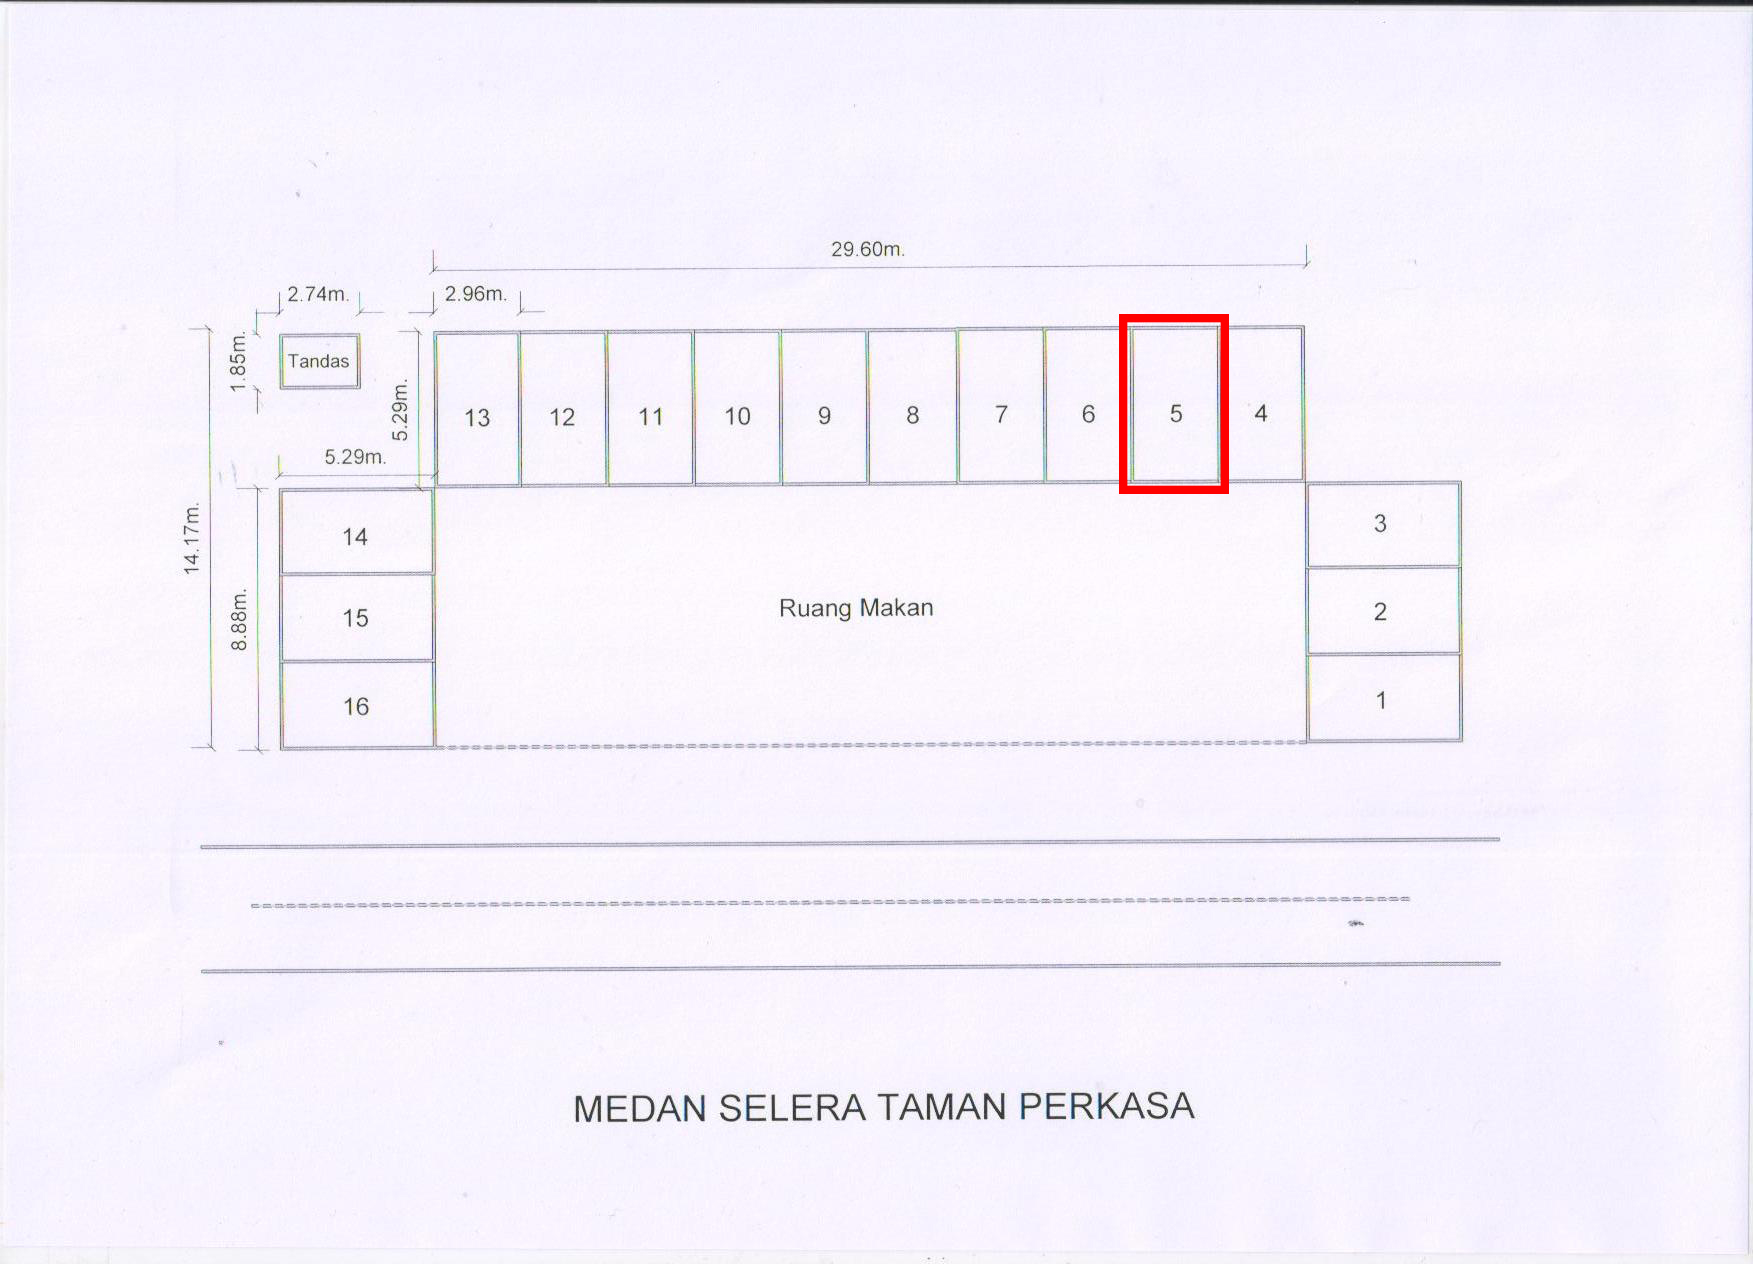 29.60m.
2.74m.
2.96m.
1.85m.
Tandas
5.29m.
13 12 11 10 9 8 7 6 5 4
5.29m.
14.17m.
8.88m.
14
15
16
Ruang Makan
3
2
1
MEDAN SELERA TAMAN PERKASA